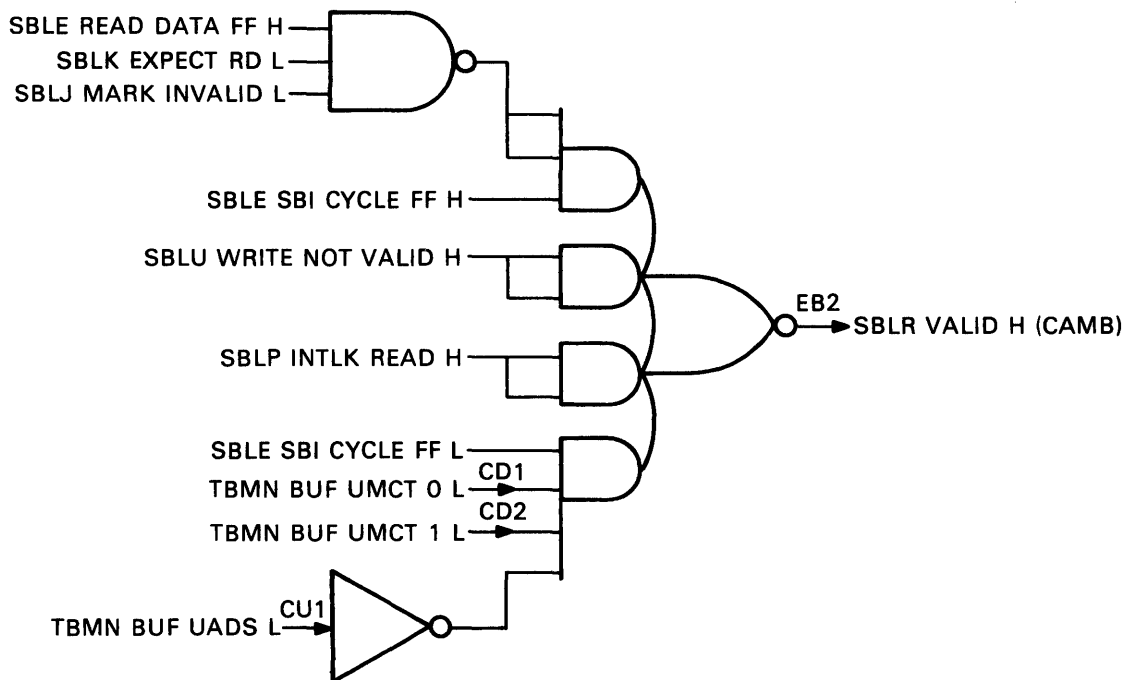 SBLE READ DATA FF H
SBLK EXPECT RD L
SBLJ MARK INVALID L
SBLE SBI CYCLE FF H
SBLU WRITE NOT VALID H
EB2
SBLR VALID H (CAMB)
SBLP INTLK READ H
SBLE SBI CYCLE FF L
CD1
TBMN BUF UMCT 0 L
CD2
TBMN BUF UMCT 1 L
CU1
TBMN BUF UADS L